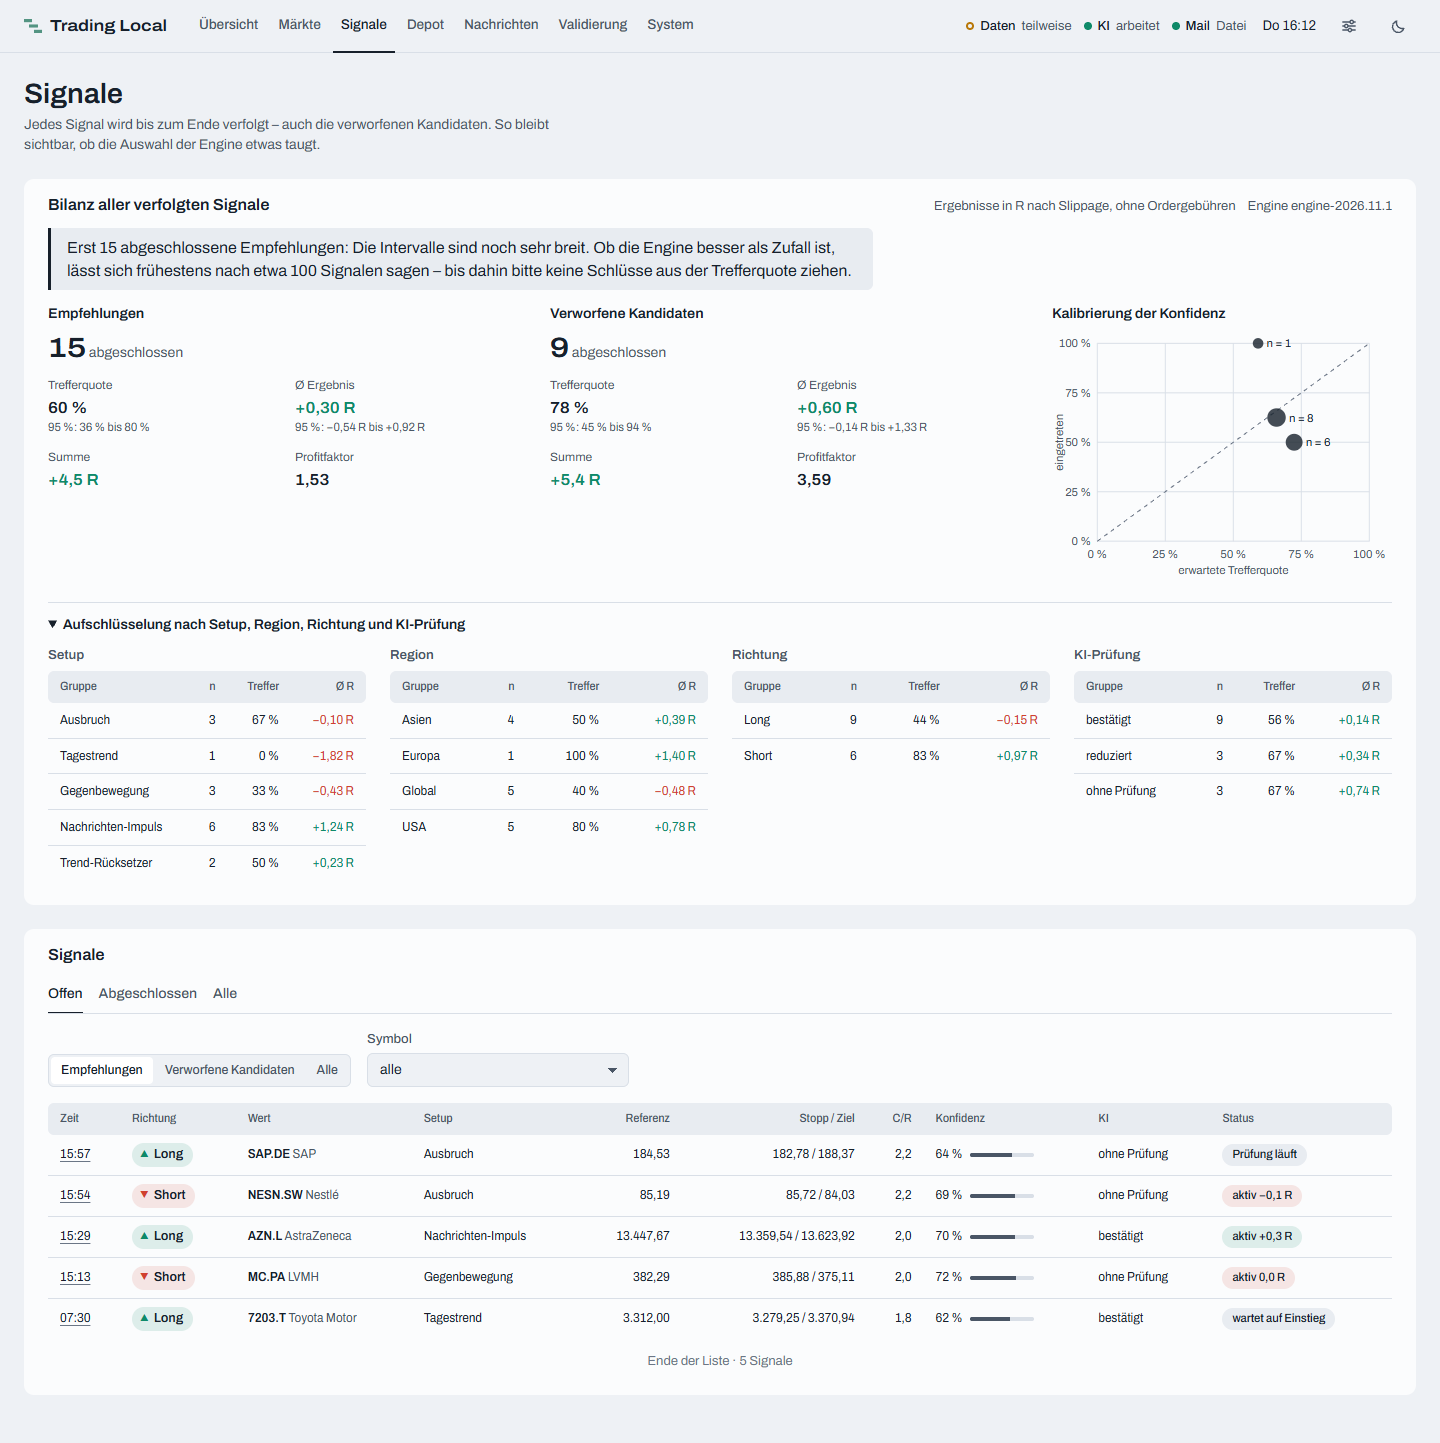 Trading Local Übersicht Märkte Signale Depot Nachrichten Validierung System Daten teilweise KI arbeitet Mail Datei Do 16:12
Signale
Jedes Signal wird bis zum Ende verfolgt – auch die verworfenen Kandidaten. So bleibt
sichtbar, ob die Auswahl der Engine etwas taugt.
Bilanz aller verfolgten Signale
Ergebnisse in R nach Slippage, ohne Ordergebühren Engine engine-2026.11.1
Erst 15 abgeschlossene Empfehlungen: Die Intervalle sind noch sehr breit. Ob die Engine besser als Zufall ist,
lässt sich frühestens nach etwa 100 Signalen sagen – bis dahin bitte keine Schlüsse aus der Trefferquote ziehen.
Empfehlungen
15 abgeschlossen
Trefferquote Ø Ergebnis
60 % +0,30 R
95 %: 36 % bis 80 % 95 %: −0,54 R bis +0,92 R
Summe Profitfaktor
+4,5 R 1,53
Verworfene Kandidaten
9 abgeschlossen
Trefferquote Ø Ergebnis
78 % +0,60 R
95 %: 45 % bis 94 % 95 %: −0,14 R bis +1,33 R
Summe Profitfaktor
+5,4 R 3,59
Kalibrierung der Konfidenz
100 % n = 1
75 %
n = 8
eingetreten
50 % n = 6
25 %
0 %
0 % 25 % 50 % 75 % 100 %
erwartete Trefferquote
▼ Aufschlüsselung nach Setup, Region, Richtung und KI-Prüfung
Setup
Gruppe n Treffer Ø R
Ausbruch 3 67 % −0,10 R
Tagestrend 1 0 % −1,82 R
Gegenbewegung 3 33 % −0,43 R
Nachrichten-Impuls 6 83 % +1,24 R
Trend-Rücksetzer 2 50 % +0,23 R
Region
Gruppe n Treffer Ø R
Asien 4 50 % +0,39 R
Europa 1 100 % +1,40 R
Global 5 40 % −0,48 R
USA 5 80 % +0,78 R
Richtung
Gruppe n Treffer Ø R
Long 9 44 % −0,15 R
Short 6 83 % +0,97 R
KI-Prüfung
Gruppe n Treffer Ø R
bestätigt 9 56 % +0,14 R
reduziert 3 67 % +0,34 R
ohne Prüfung 3 67 % +0,74 R
Signale
Offen Abgeschlossen Alle
Symbol
Empfehlungen Verworfene Kandidaten Alle alle
Zeit Richtung Wert Setup Referenz Stopp / Ziel C/R Konfidenz KI Status
15:57 ▲ Long SAP.DE SAP Ausbruch 184,53 182,78 / 188,37 2,2 64 % ohne Prüfung Prüfung läuft
15:54 ▼ Short NESN.SW Nestlé Ausbruch 85,19 85,72 / 84,03 2,2 69 % ohne Prüfung aktiv −0,1 R
15:29 ▲ Long AZN.L AstraZeneca Nachrichten-Impuls 13.447,67 13.359,54 / 13.623,92 2,0 70 % bestätigt aktiv +0,3 R
15:13 ▼ Short MC.PA LVMH Gegenbewegung 382,29 385,88 / 375,11 2,0 72 % ohne Prüfung aktiv 0,0 R
07:30 ▲ Long 7203.T Toyota Motor Tagestrend 3.312,00 3.279,25 / 3.370,94 1,8 62 % bestätigt wartet auf Einstieg
Ende der Liste · 5 Signale